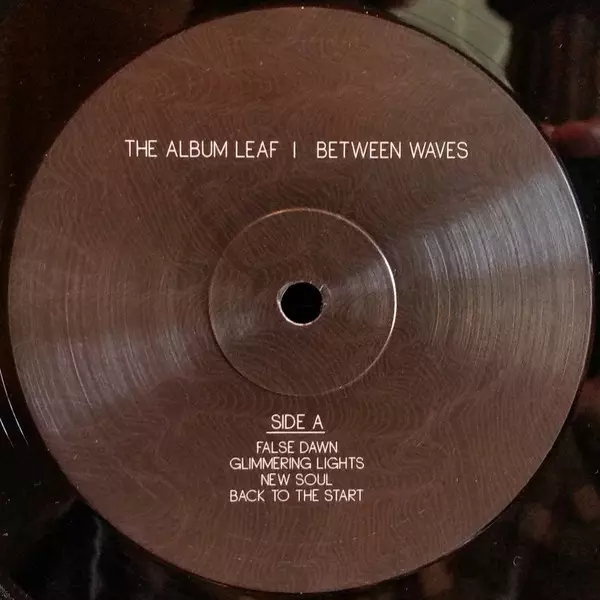 THE ALBUM LEAF | BETWEEN WAVES
SIDE A
FALSE DAWN
GLIMMERING LIGHTS
NEW SOUL
BACK TO THE START